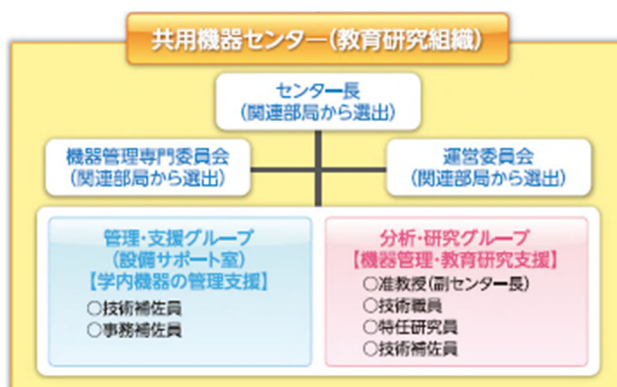 共用機器センター(教育研究組織)
センター長
(関連部局から選出)
機器管理専門委員会
(関連部局から選出)
運営委員会
(関連部局から選出)
管理・支援グループ
(設備サポート室)
【学内機器の管理支援】
○技術補佐員
○事務補佐員
分析・研究グループ
【機器管理・教育研究支援】
○准教授(副センター長)
○技術職員
○特任研究員
○技術補佐員